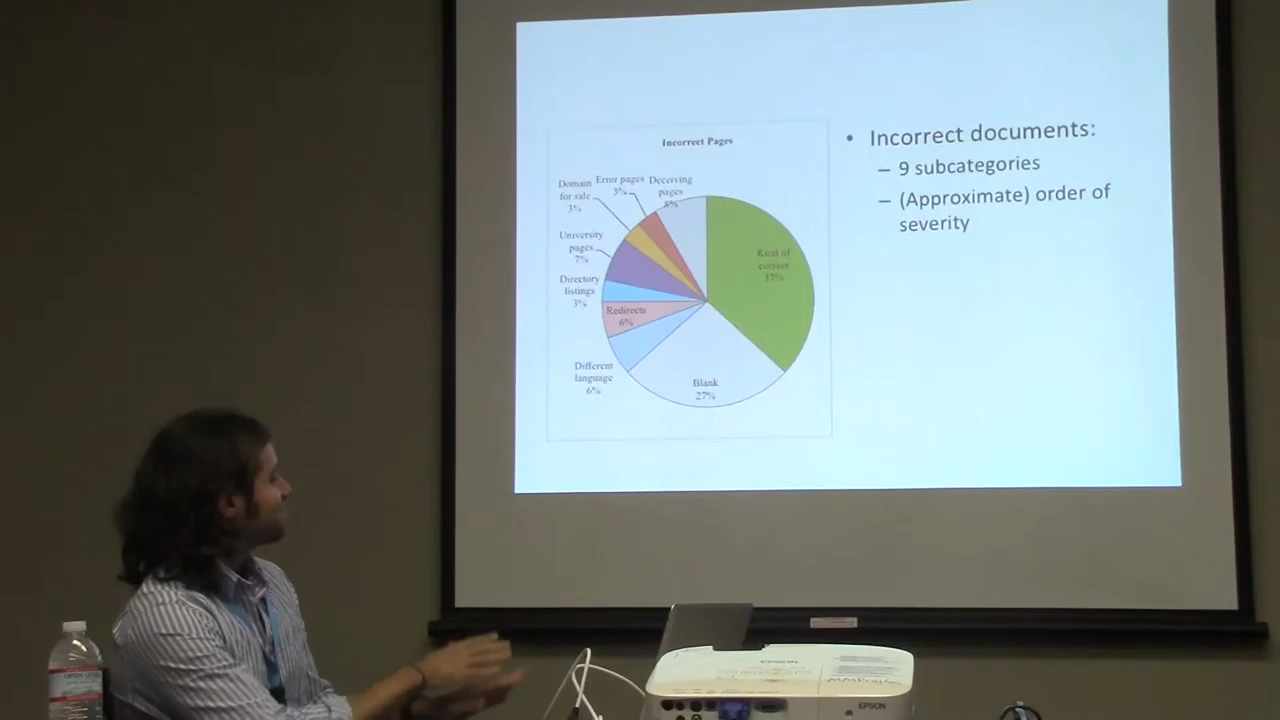 Incorrect Pages
Domain
for sale
3%
Error pages
3%
Deceiving
pages
8%
University
pages
7%
Directory
listings
3%
Redirects
6%
Different
language
6%
Blank
27%
Kind of
correct
37%
• Incorrect documents:
– 9 subcategories
– (Approximate) order of
severity
EPSON
EPSON